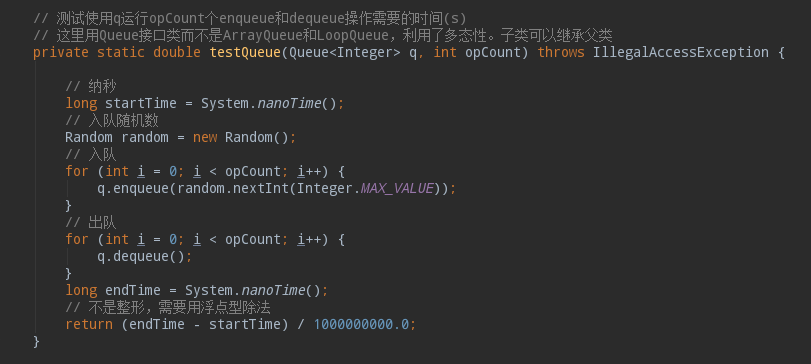 // 测试使用q运行opCount个enqueue和dequeue操作需要的时间(s)
// 这里用Queue接口类而不是ArrayQueue和LoopQueue，利用了多态性。子类可以继承父类
private static double testQueue(Queue<Integer> q, int opCount) throws IllegalAccessException {

    // 纳秒
    long startTime = System.nanoTime();
    // 入队随机数
    Random random = new Random();
    // 入队
    for (int i = 0; i < opCount; i++) {
        q.enqueue(random.nextInt(Integer.MAX_VALUE));
    }
    // 出队
    for (int i = 0; i < opCount; i++) {
        q.dequeue();
    }
    long endTime = System.nanoTime();
    // 不是整形，需要用浮点型除法
    return (endTime - startTime) / 1000000000.0;
}